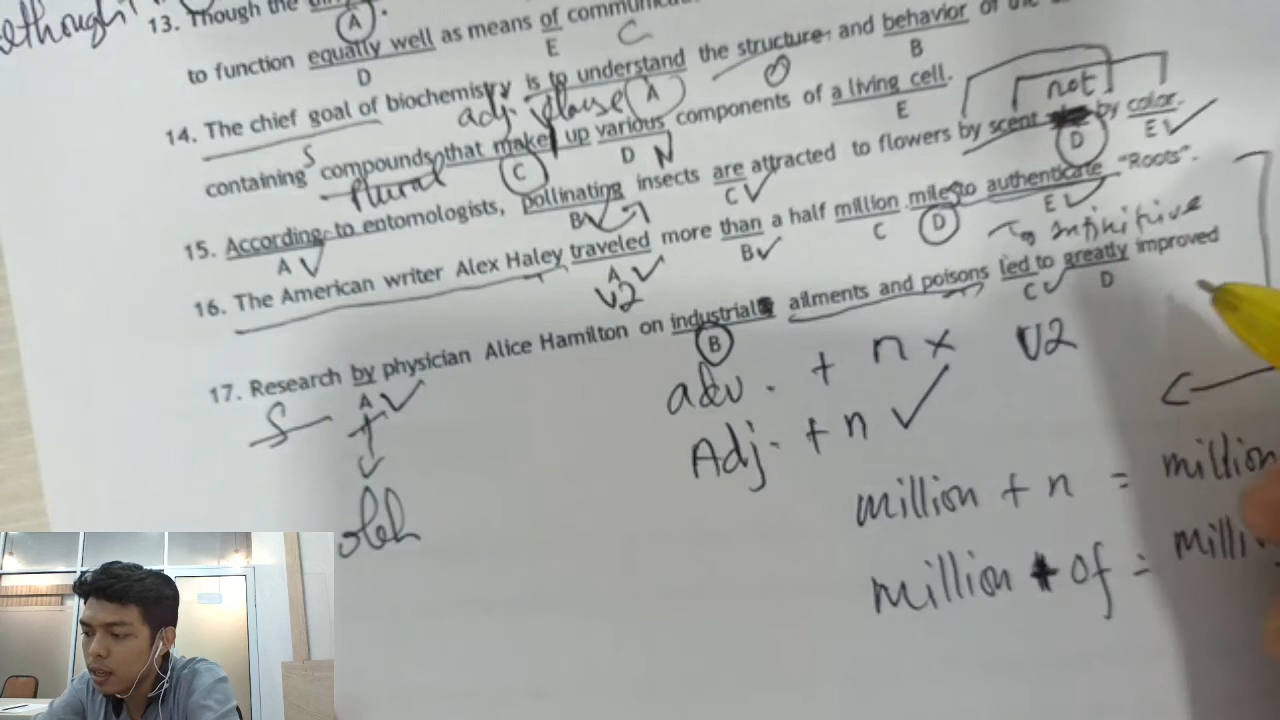 ethough
13. Though the
A
to function equally well as means of
D
E
C
14. The chief goal of biochemistry is to understand the structure, and behavior of the
S
adj. clause
A
B
containing compounds that make up various components of a living cell.
plural
C
D N
E
not
15. According to entomologists, pollinating insects are attracted to flowers by scent by color.
A
B
C
D
E
16. The American writer Alex Haley traveled more than a half million miles to authenticate "Roots".
A
V2
B
C
D
E
To infinitive
17. Research by physician Alice Hamilton on industrial ailments and poisons led to greatly improved
S
A
B
C
D
oleh
adv. + n x
V2
Adj. + n
million + n = million
million of = milli